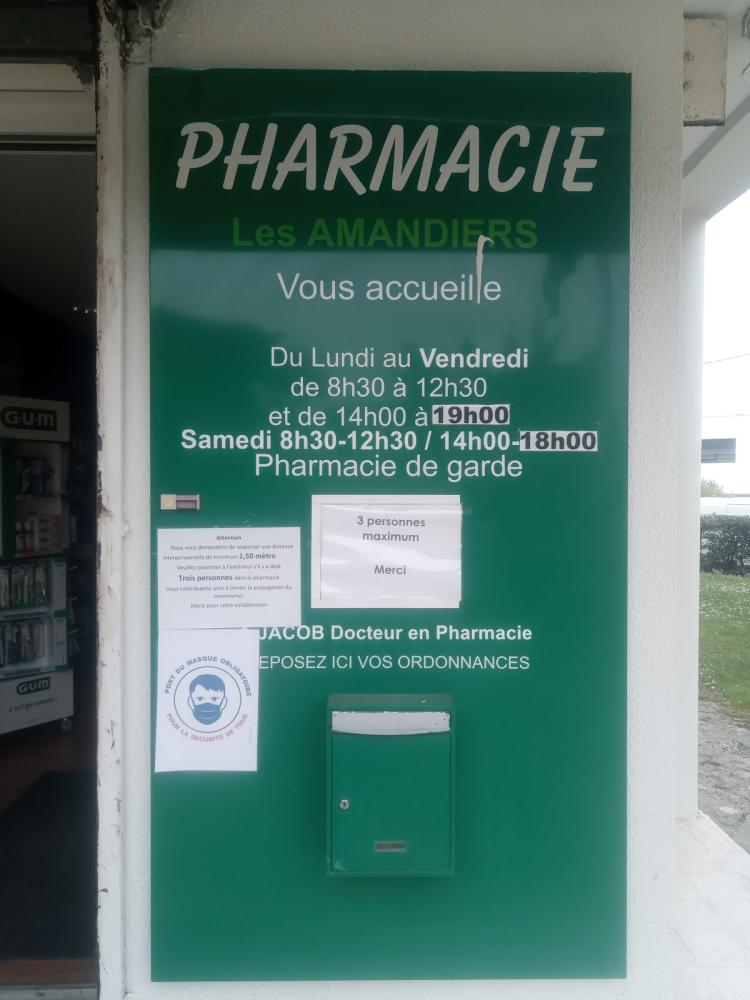 PHARMACIE
Les AMANDIERS
Vous accueille
Du Lundi au Vendredi
de 8h30 à 12h30
et de 14h00 à 19h00
Samedi 8h30-12h30 / 14h00-18h00
Pharmacie de garde
G·U·M
3 personnes
maximum
Merci
Attention
Nous vous demandons de respecter une distance
interpersonnelle de minimum 1,50 mètre.
Veuillez patienter à l'extérieur s'il y a déjà
Trois personnes dans la pharmacie
Vous contribuerez ainsi à limiter la propagation du
coronavirus
Merci pour votre collaboration
JACOB Docteur en Pharmacie
EPOSEZ ICI VOS ORDONNANCES
PORT DU MASQUE OBLIGATOIRE
POUR LA SÉCURITÉ DE TOUS
G·U·M